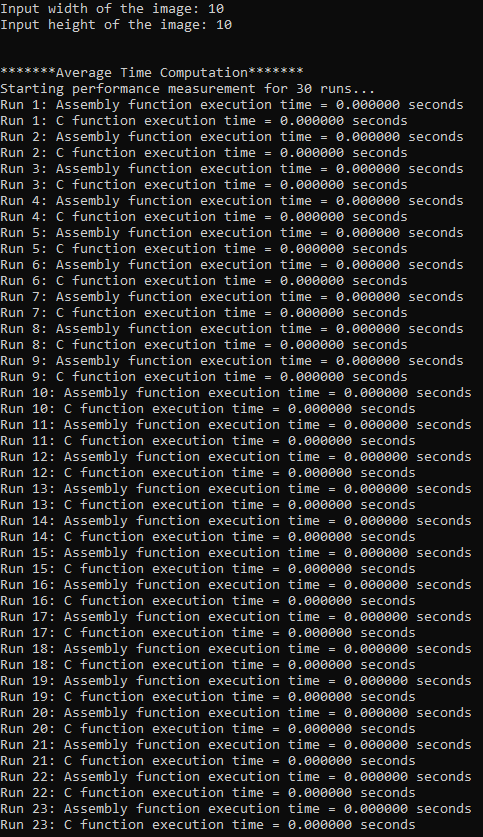 Input width of the image: 10
Input height of the image: 10
*******Average Time Computation*******
Starting performance measurement for 30 runs...
Run 1: Assembly function execution time = 0.000000 seconds
Run 1: C function execution time = 0.000000 seconds
Run 2: Assembly function execution time = 0.000000 seconds
Run 2: C function execution time = 0.000000 seconds
Run 3: Assembly function execution time = 0.000000 seconds
Run 3: C function execution time = 0.000000 seconds
Run 4: Assembly function execution time = 0.000000 seconds
Run 4: C function execution time = 0.000000 seconds
Run 5: Assembly function execution time = 0.000000 seconds
Run 5: C function execution time = 0.000000 seconds
Run 6: Assembly function execution time = 0.000000 seconds
Run 6: C function execution time = 0.000000 seconds
Run 7: Assembly function execution time = 0.000000 seconds
Run 7: C function execution time = 0.000000 seconds
Run 8: Assembly function execution time = 0.000000 seconds
Run 8: C function execution time = 0.000000 seconds
Run 9: Assembly function execution time = 0.000000 seconds
Run 9: C function execution time = 0.000000 seconds
Run 10: Assembly function execution time = 0.000000 seconds
Run 10: C function execution time = 0.000000 seconds
Run 11: Assembly function execution time = 0.000000 seconds
Run 11: C function execution time = 0.000000 seconds
Run 12: Assembly function execution time = 0.000000 seconds
Run 12: C function execution time = 0.000000 seconds
Run 13: Assembly function execution time = 0.000000 seconds
Run 13: C function execution time = 0.000000 seconds
Run 14: Assembly function execution time = 0.000000 seconds
Run 14: C function execution time = 0.000000 seconds
Run 15: Assembly function execution time = 0.000000 seconds
Run 15: C function execution time = 0.000000 seconds
Run 16: Assembly function execution time = 0.000000 seconds
Run 16: C function execution time = 0.000000 seconds
Run 17: Assembly function execution time = 0.000000 seconds
Run 17: C function execution time = 0.000000 seconds
Run 18: Assembly function execution time = 0.000000 seconds
Run 18: C function execution time = 0.000000 seconds
Run 19: Assembly function execution time = 0.000000 seconds
Run 19: C function execution time = 0.000000 seconds
Run 20: Assembly function execution time = 0.000000 seconds
Run 20: C function execution time = 0.000000 seconds
Run 21: Assembly function execution time = 0.000000 seconds
Run 21: C function execution time = 0.000000 seconds
Run 22: Assembly function execution time = 0.000000 seconds
Run 22: C function execution time = 0.000000 seconds
Run 23: Assembly function execution time = 0.000000 seconds
Run 23: C function execution time = 0.000000 seconds